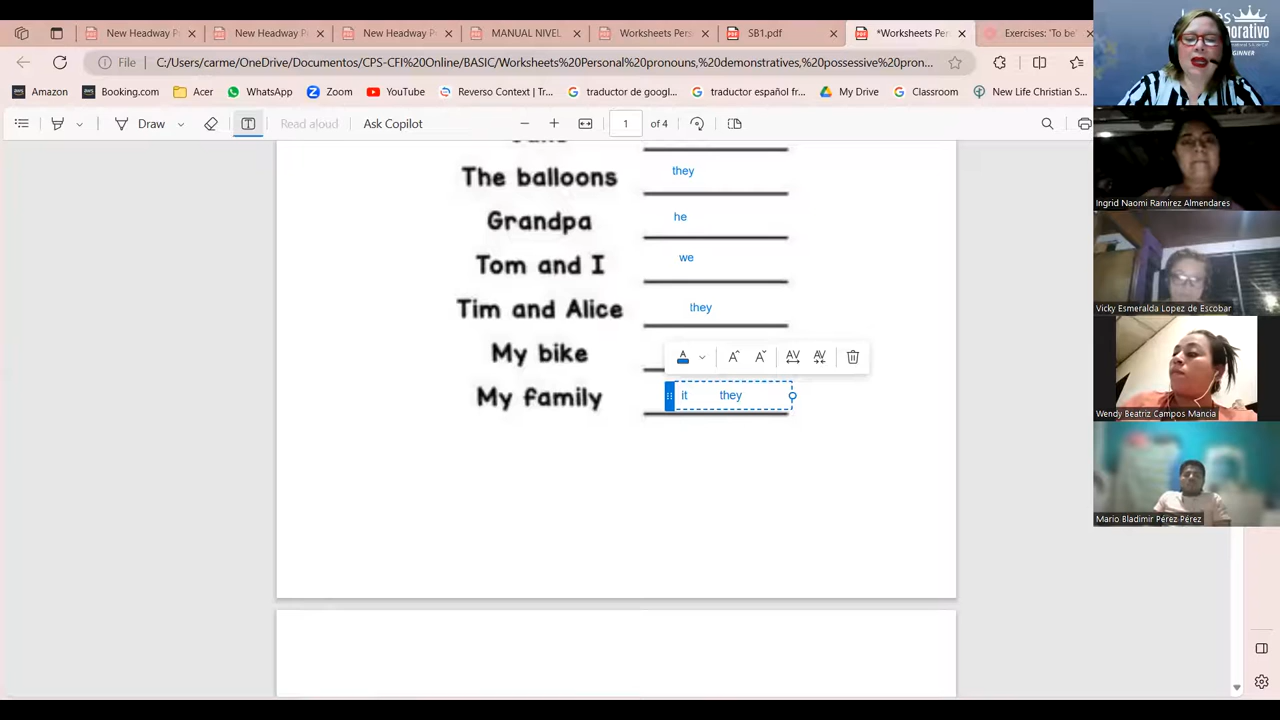 New Headway P
New Headway P
New Headway P
MANUAL NIVEL
Worksheets Pers
SB1.pdf
*Worksheets Per
Exercises: 'To be'
File
C:/Users/carme/OneDrive/Documentos/CPS-CFI%20Online/BASIC/Worksheets%20Personal%20pronouns,%20demonstratives,%20possessive%20pron...
Amazon
Booking.com
Acer
WhatsApp
Zoom
YouTube
Reverso Context | Tr...
traductor de googl...
traductor español fr...
My Drive
Classroom
New Life Christian S...
Draw
Read aloud
Ask Copilot
1 of 4
The balloons they
Grandpa he
Tom and I we
Tim and Alice they
My bike
My family it they
Ingrid Naomi Ramirez Almendares
Vicky Esmeralda Lopez de Escobar
Wendy Beatriz Campos Mancia
Mario Bladimir Pérez Pérez